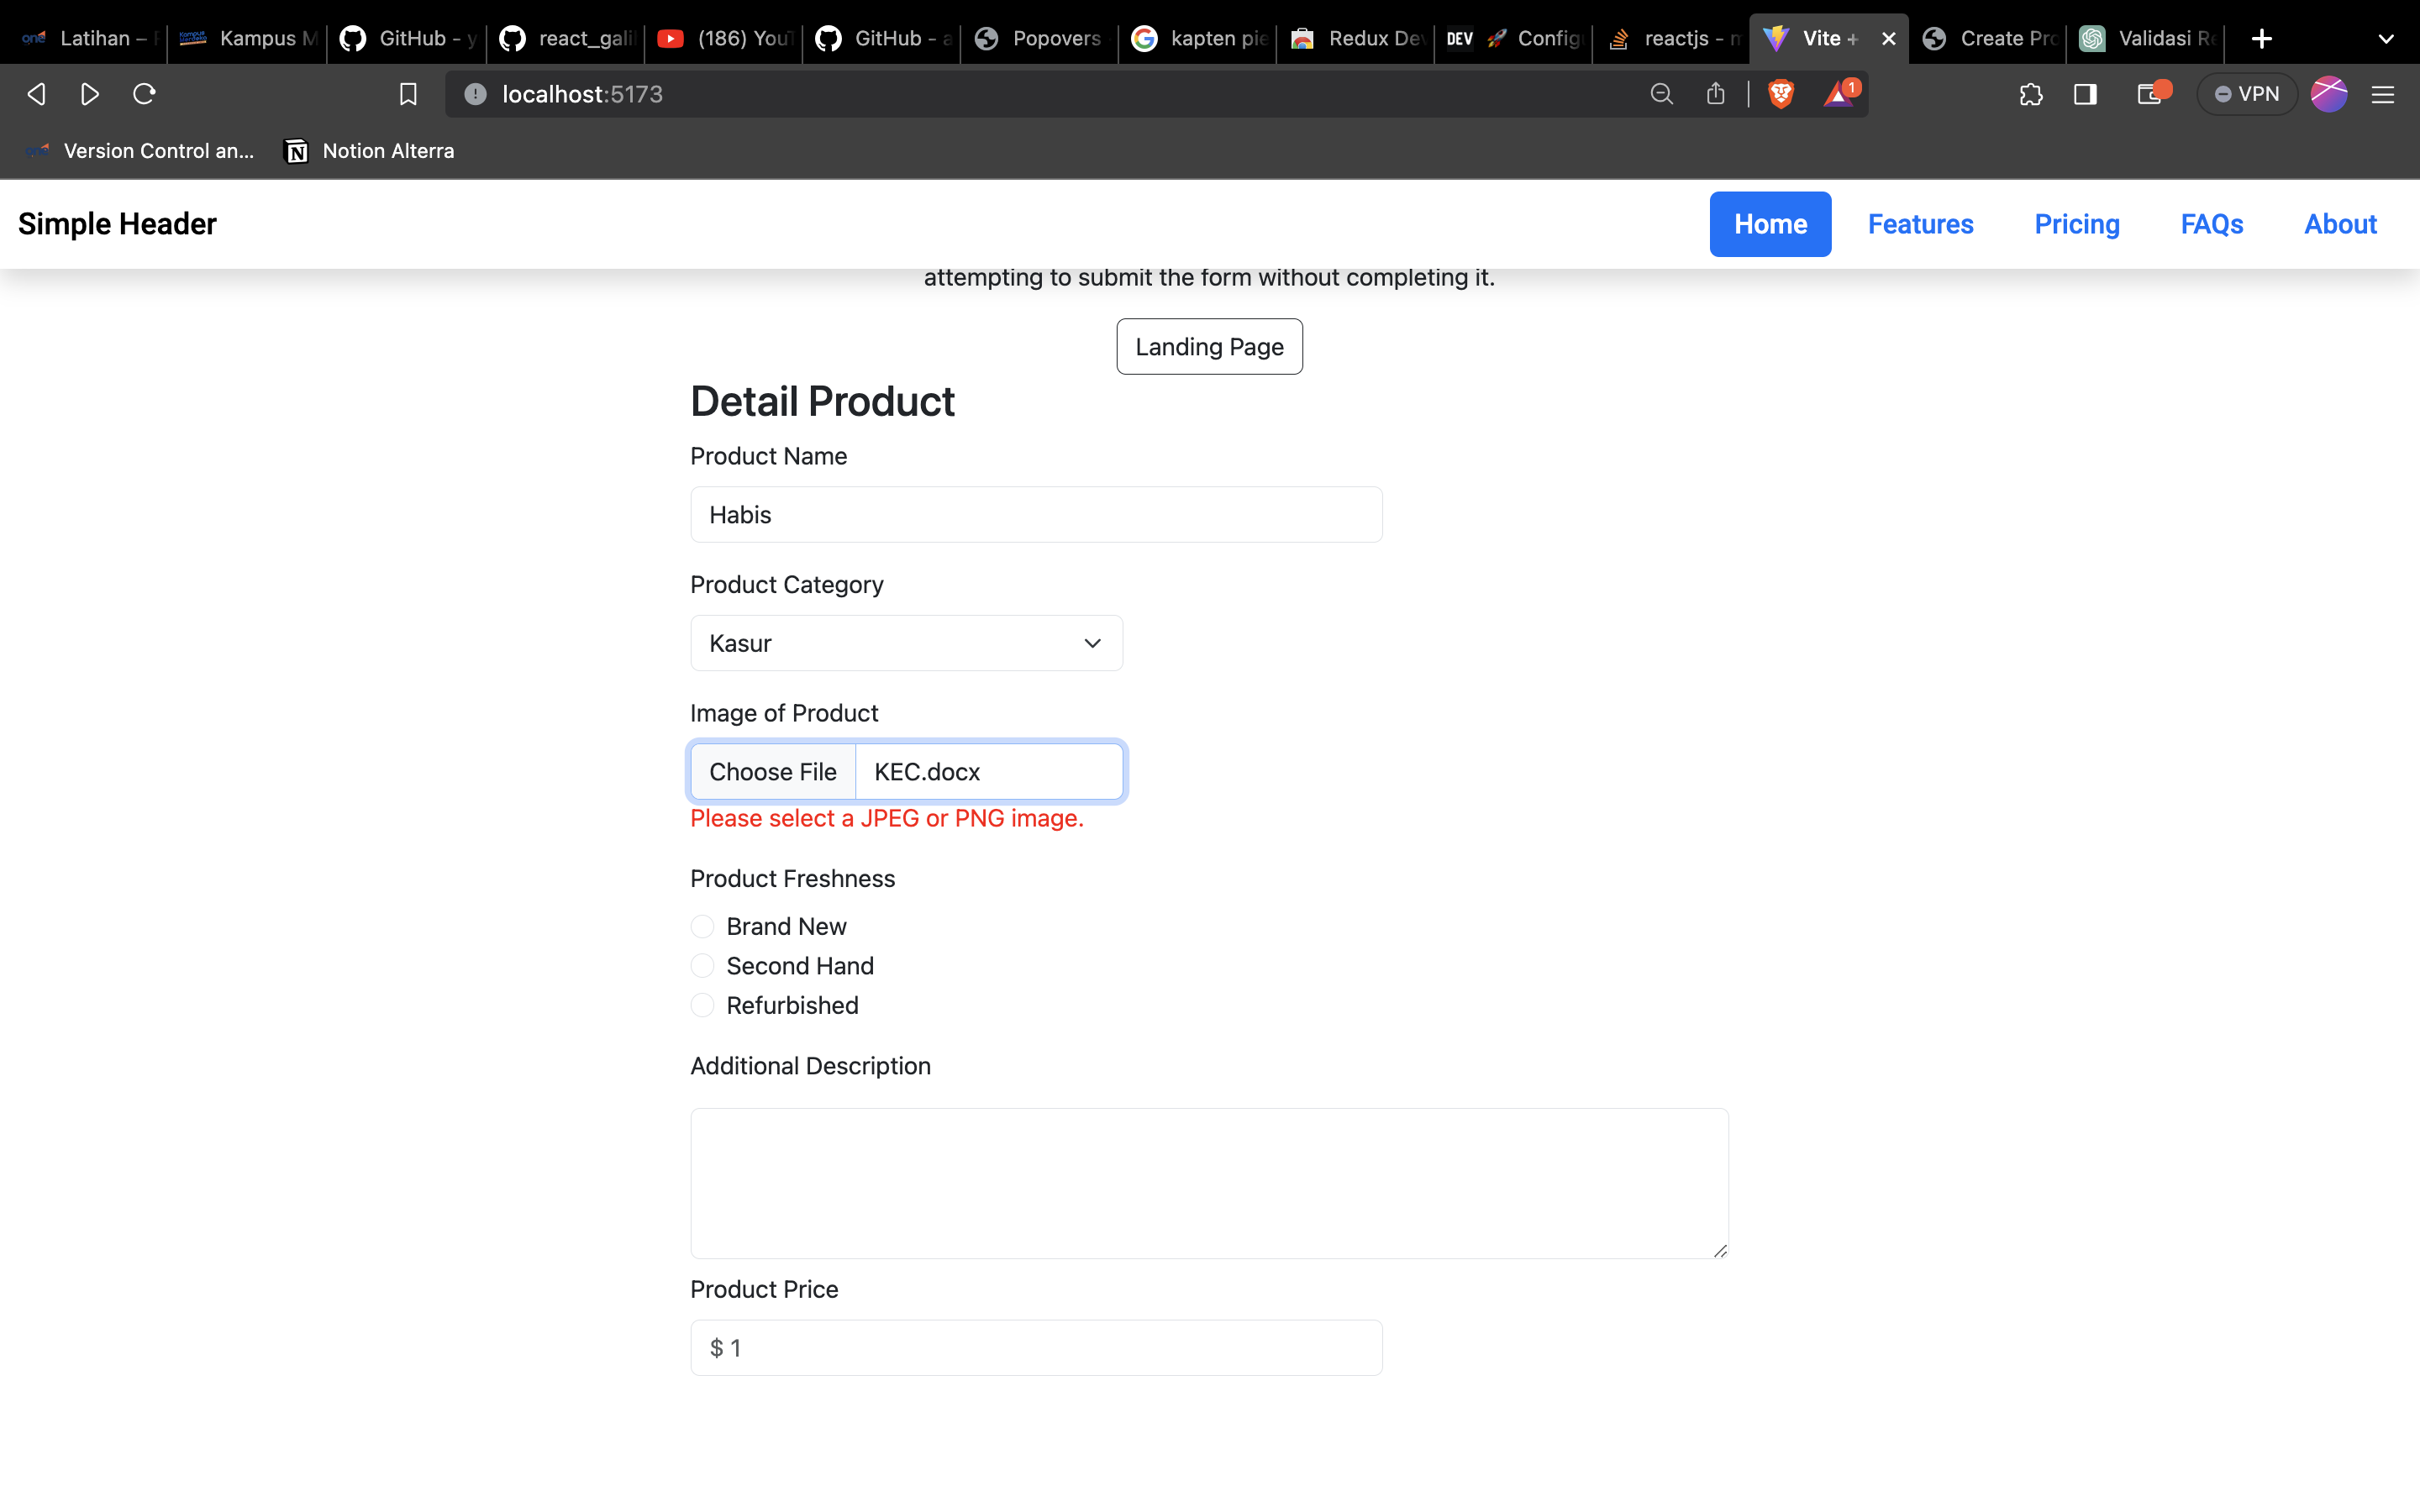 one Latihan –
Kampus Merdeka Kampus M
GitHub - y
react_gali
(186) YouT
GitHub - a
Popovers
kapten pie
Redux Dev
DEV Config
reactjs - m
Vite +
Create Pro
Validasi Re
localhost:5173
1
VPN
one Version Control an...
Notion Alterra
Simple Header
Home
Features
Pricing
FAQs
About
attempting to submit the form without completing it.
Landing Page
Detail Product
Product Name
Habis
Product Category
Kasur
Image of Product
Choose File KEC.docx
Please select a JPEG or PNG image.
Product Freshness
Brand New
Second Hand
Refurbished
Additional Description
Product Price
$ 1